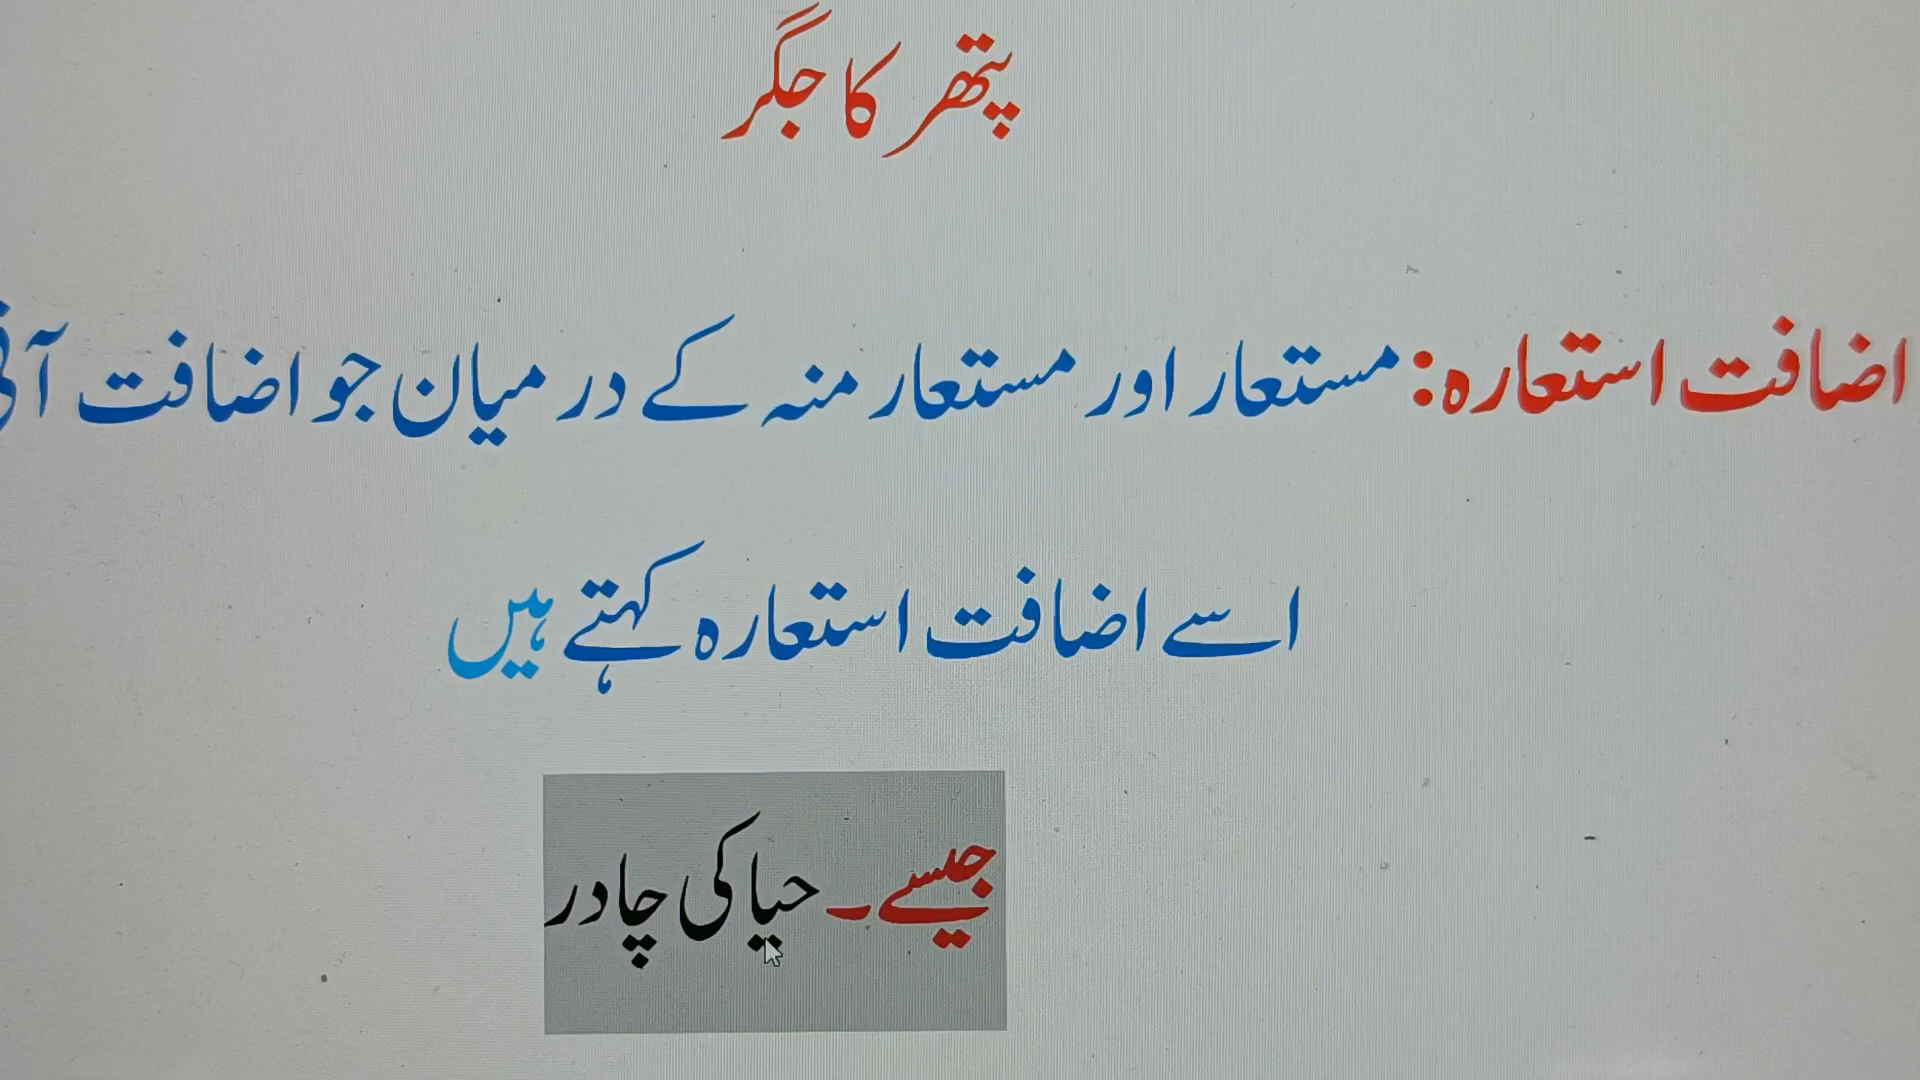 پتھر کا جگر
اضافت استعارہ: مستعار اور مستعار منہ کے درمیان جو اضافت
اسے اضافت استعارہ کہتے ہیں
جیسے۔ حیا کی چادر